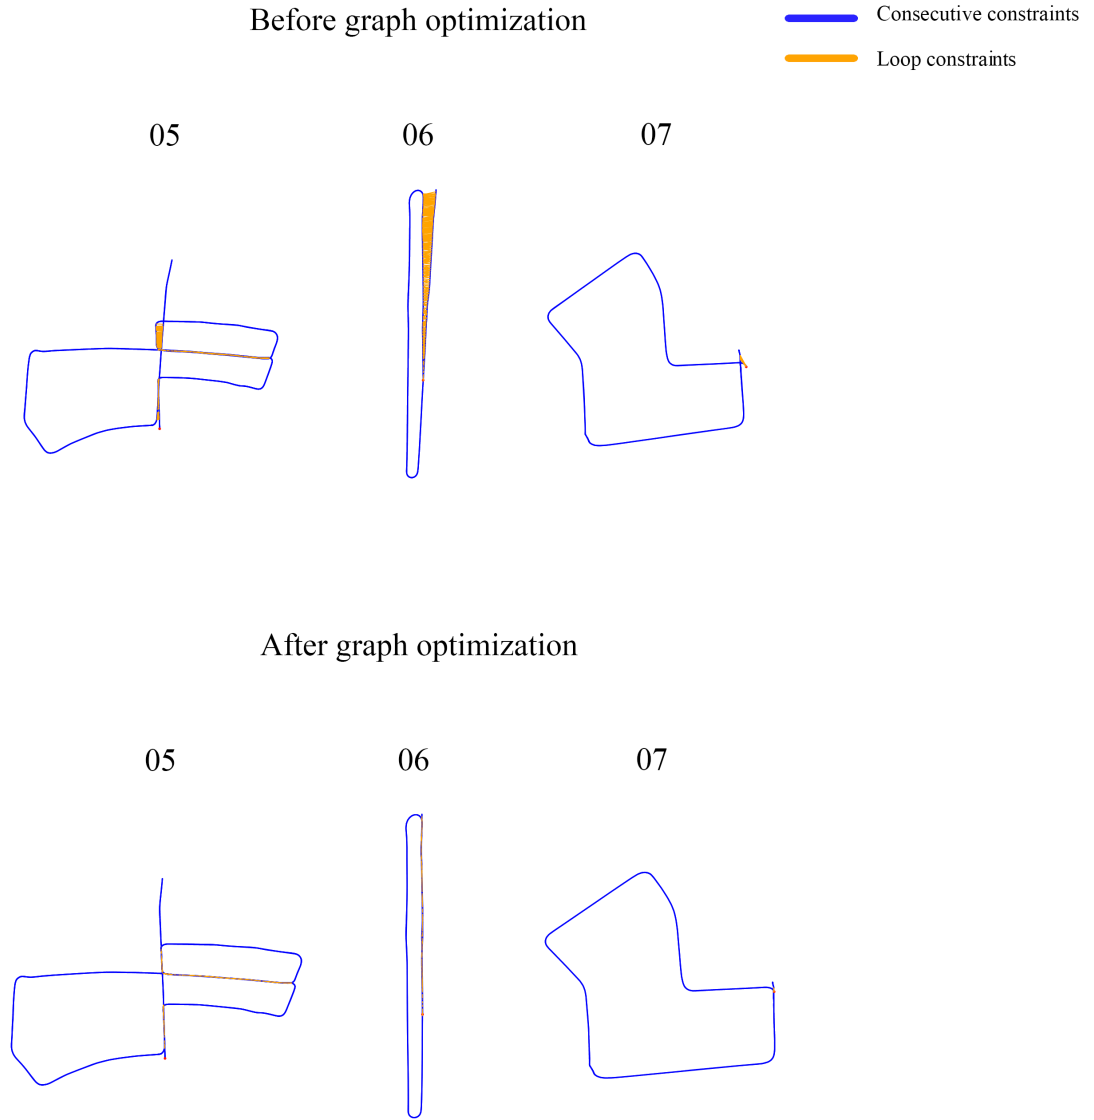 Before graph optimization
Consecutive constraints
Loop constraints
05
06
07
After graph optimization
05
06
07